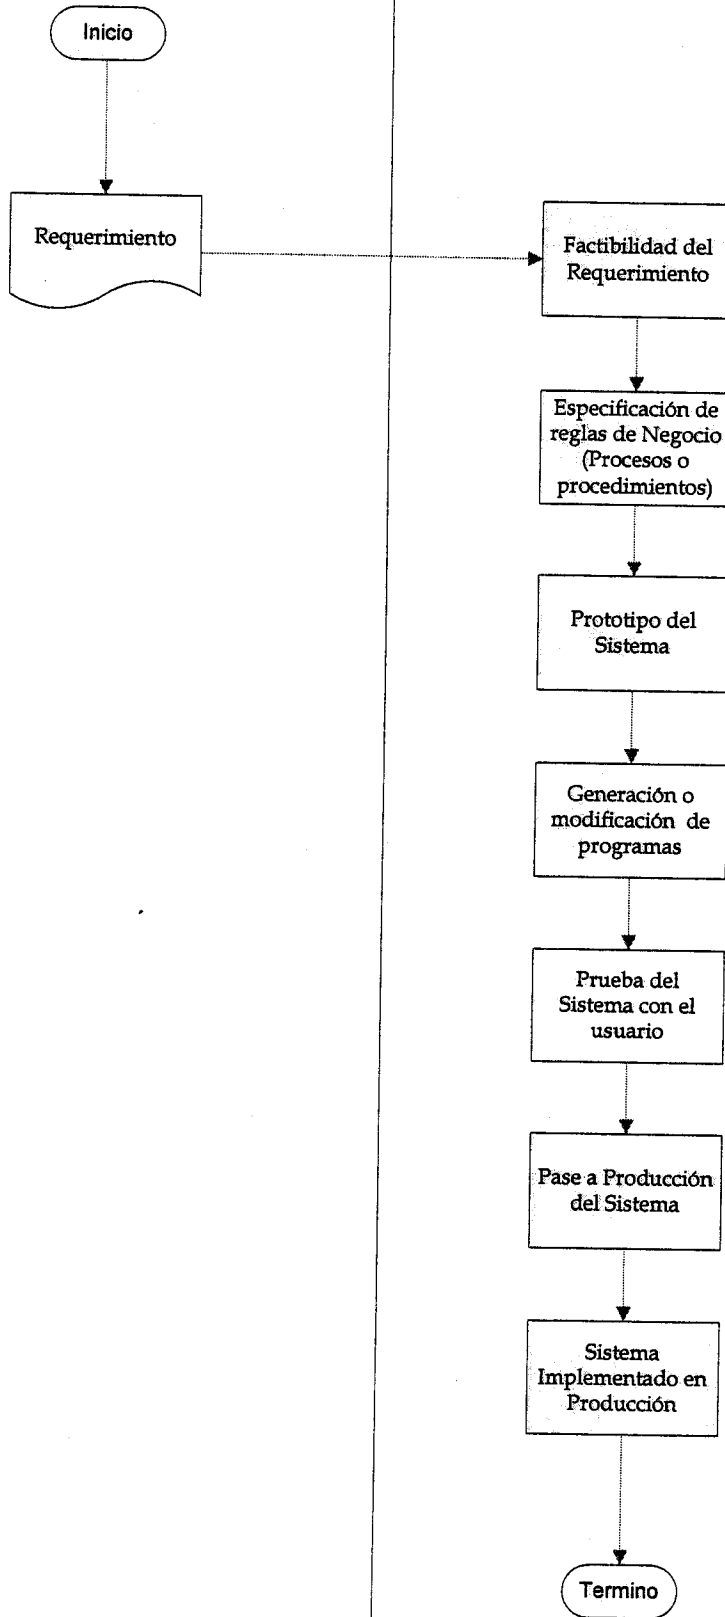 Inicio
Requerimiento
Factibilidad del
Requerimiento
Especificación de
reglas de Negocio
(Procesos o
procedimientos)
Prototipo del
Sistema
Generación o
modificación de
programas
Prueba del
Sistema con el
usuario
Pase a Producción
del Sistema
Sistema
Implementado en
Producción
Termino